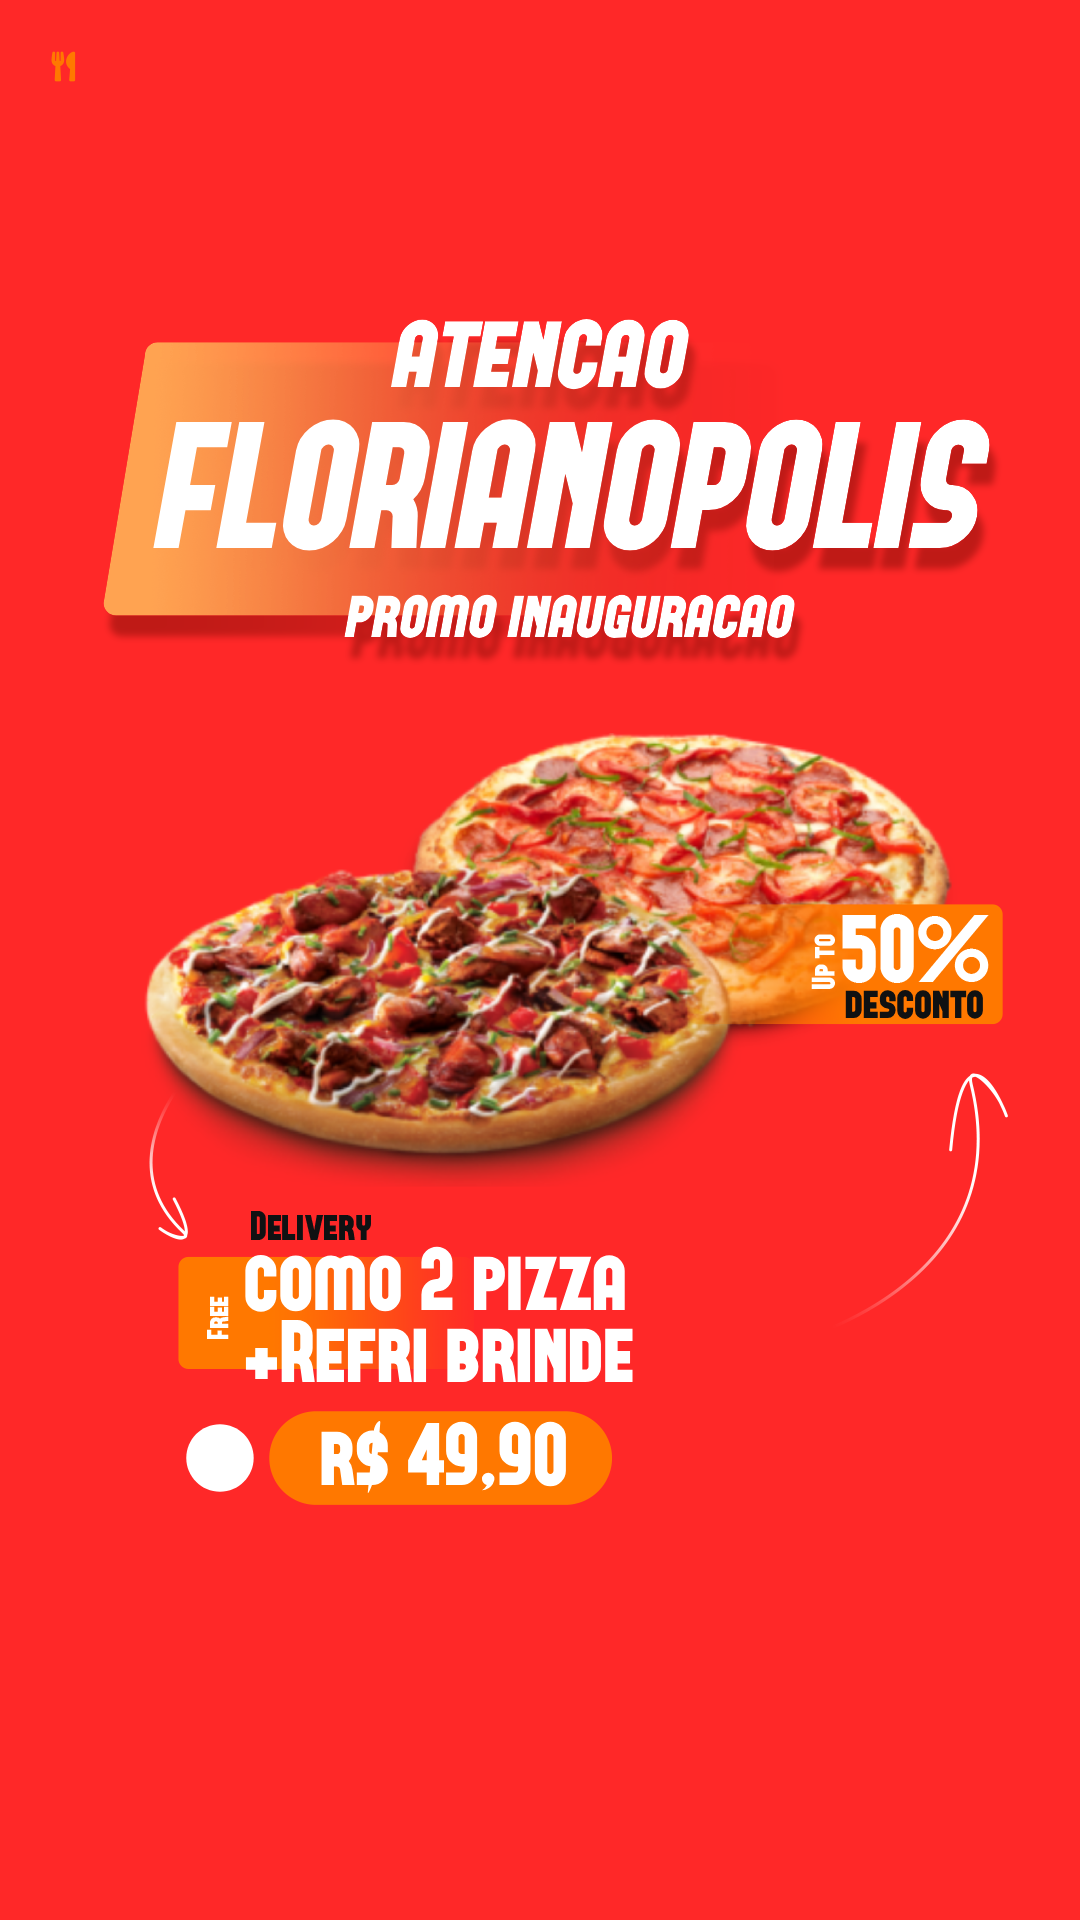 ATENCAO
FLORIANOPOLIS
PROMO INAUGURACAO
UP TO
50%
DESCONTO
DELIVERY
FREE
COMO 2 PIZZA
+REFRI BRINDE
R$ 49,90